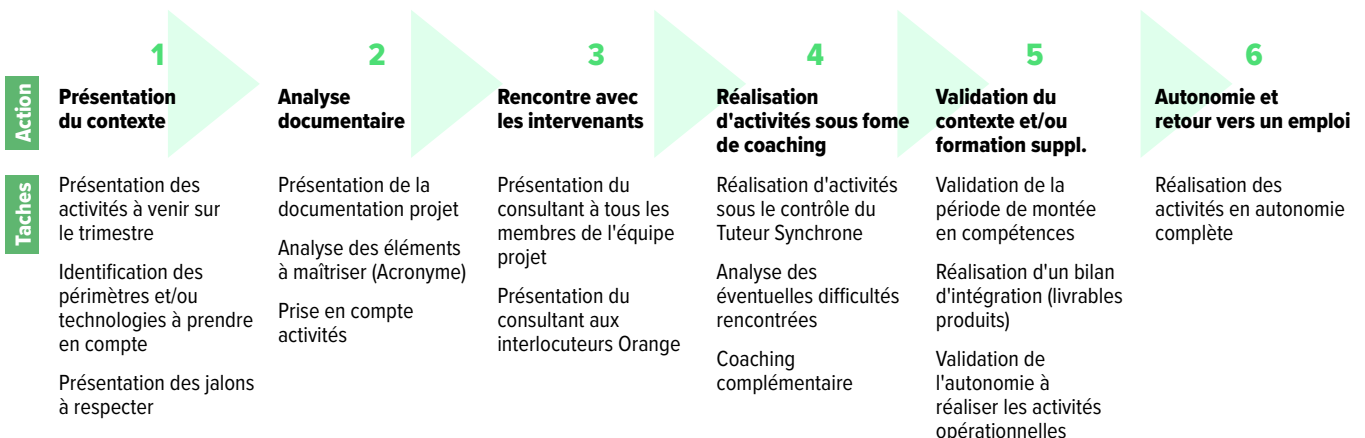 1
2
3
4
5
6
Action
Présentation
du contexte
Analyse
documentaire
Rencontre avec
les intervenants
Réalisation
d'activités sous fome
de coaching
Validation du
contexte et/ou
formation suppl.
Autonomie et
retour vers un emploi
Taches
Présentation des
activités à venir sur
le trimestre
Identification des
périmètres et/ou
technologies à prendre
en compte
Présentation des jalons
à respecter
Présentation de la
documentation projet
Analyse des éléments
à maîtriser (Acronyme)
Prise en compte
activités
Présentation du
consultant à tous les
membres de l'équipe
projet
Présentation du
consultant aux
interlocuteurs Orange
Réalisation d'activités
sous le contrôle du
Tuteur Synchrone
Analyse des
éventuelles difficultés
rencontrées
Coaching
complémentaire
Validation de la
période de montée
en compétences
Réalisation d'un bilan
d'intégration (livrables
produits)
Validation de
l'autonomie à
réaliser les activités
opérationnelles
Réalisation des
activités en autonomie
complète